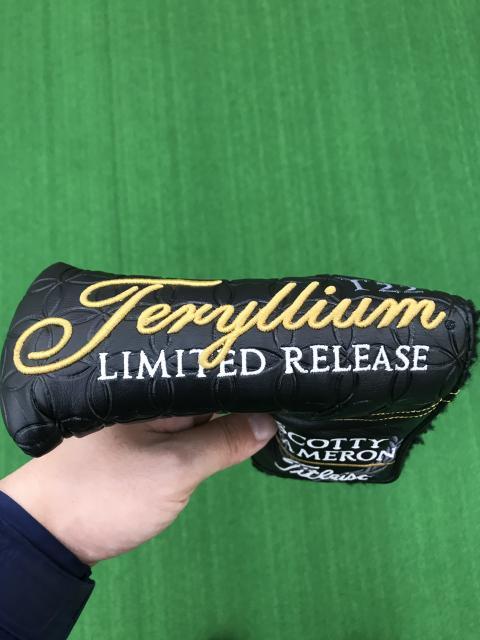 T22
Teryllium
LIMITED RELEASE
SCOTTY
CAMERON
Titleist